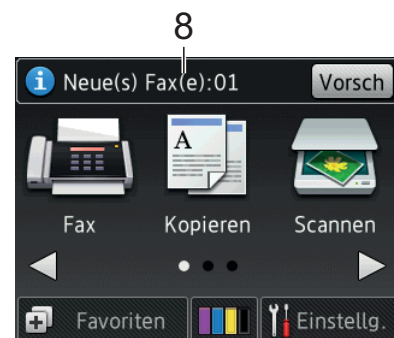 8
Neue(s) Fax(e):01 Vorsch
A
Fax Kopieren Scannen
Favoriten Einstellg.